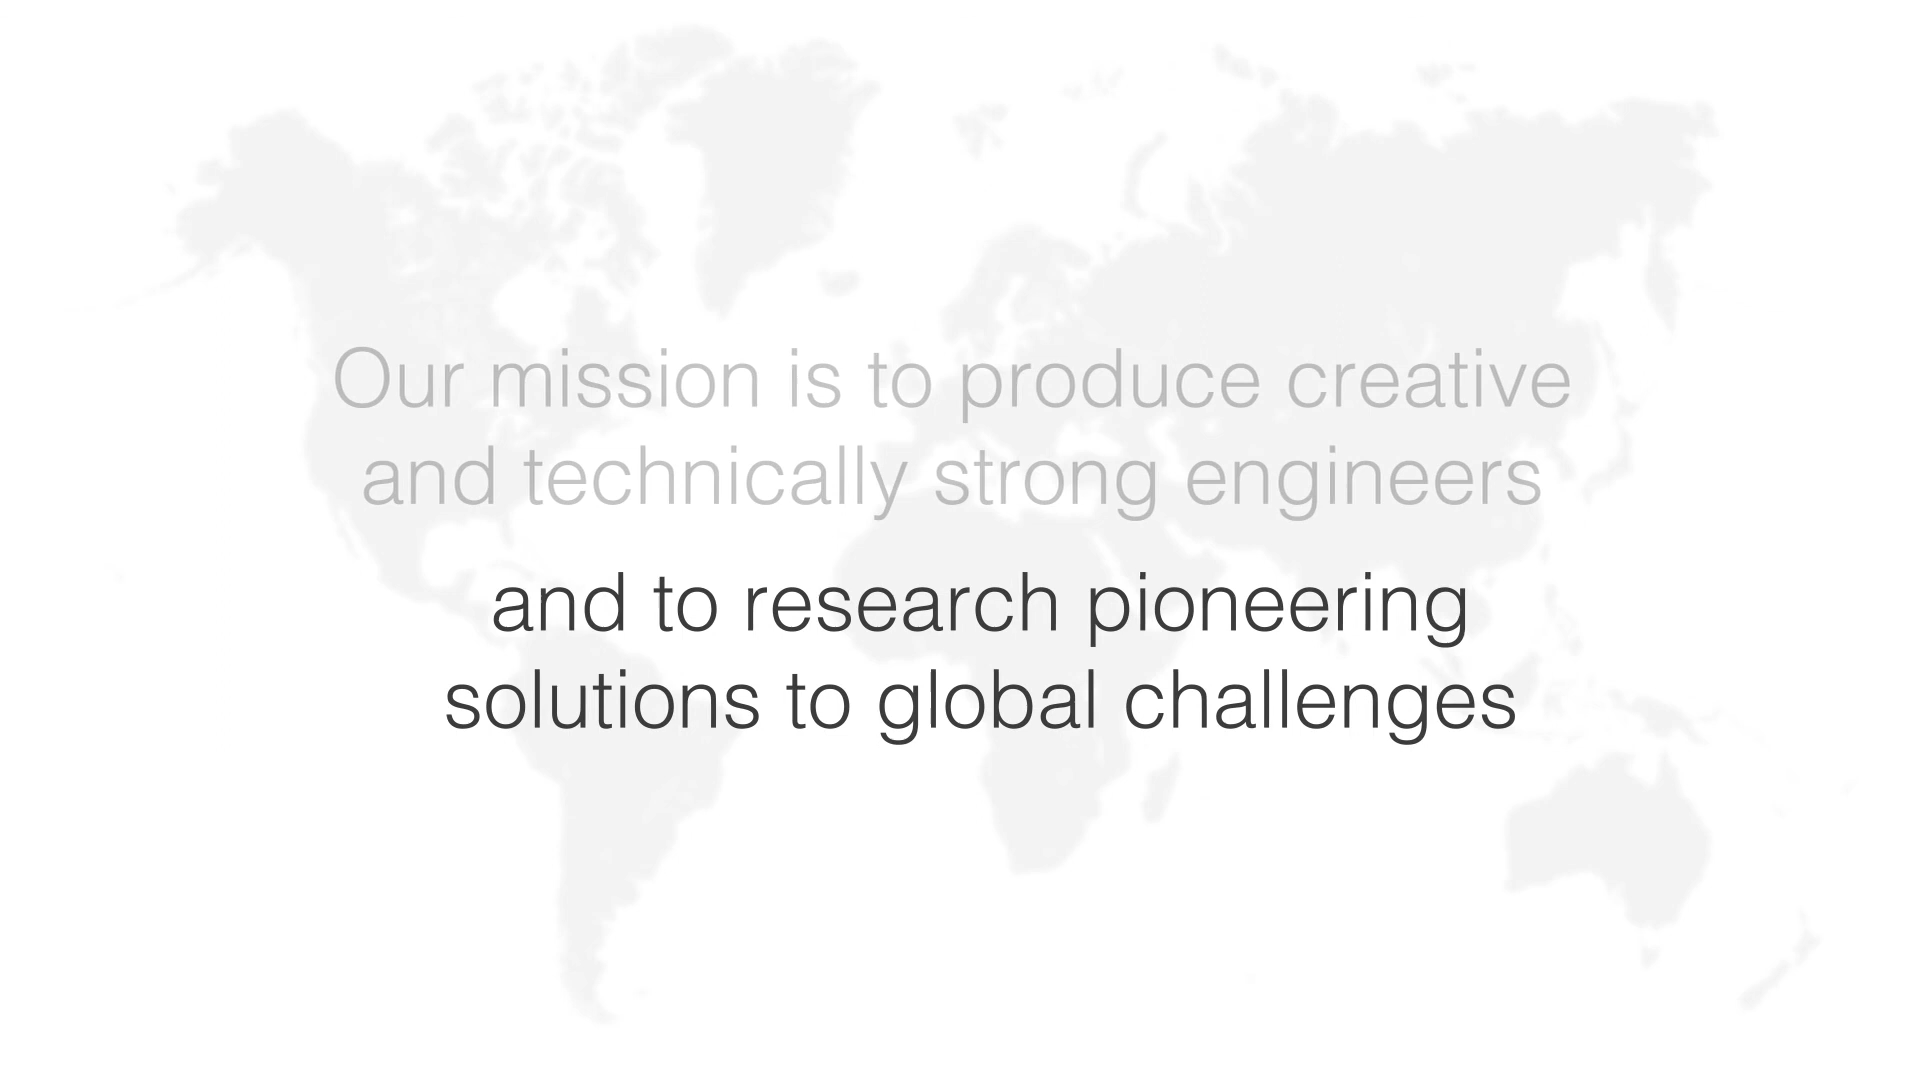 Our mission is to produce creative
and technically strong engineers
and to research pioneering
solutions to global challenges